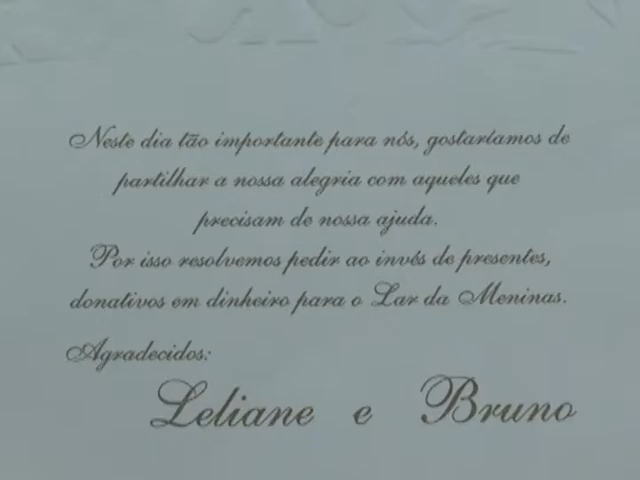 Neste dia tão importante para nós, gostaríamos de
partilhar a nossa alegria com aqueles que
precisam de nossa ajuda.
Por isso resolvemos pedir ao invés de presentes,
donativos em dinheiro para o Lar da Meninas.
Agradecidos:
Leliane e Bruno